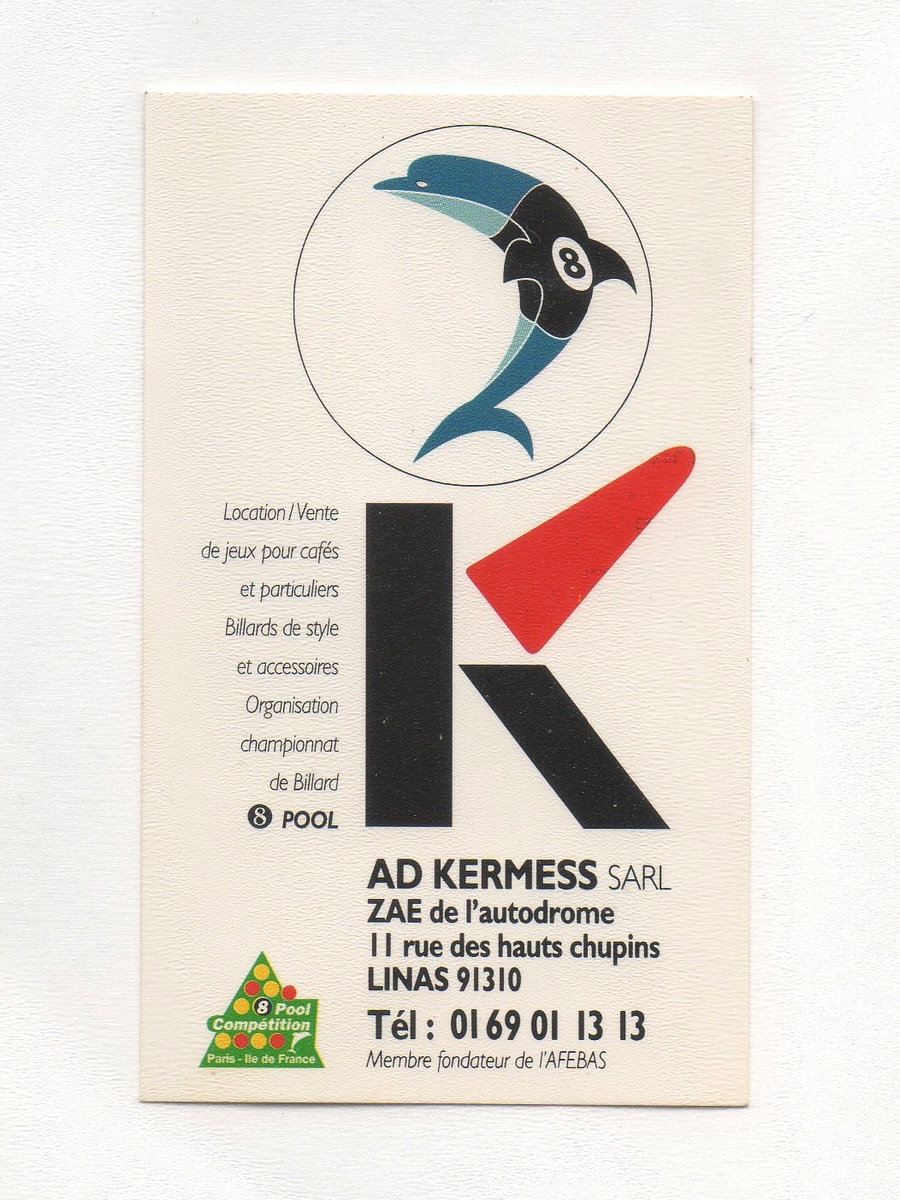 8
Location / Vente
de jeux pour cafés
et particuliers
Billards de style
et accessoires
Organisation
championnat
de Billard
8 POOL
K
AD KERMESS SARL
ZAE de l'autodrome
11 rue des hauts chupins
LINAS 91310
Tél : 01 69 01 13 13
Membre fondateur de l'AFEBAS
8 Pool
Compétition
Paris - Ile de France